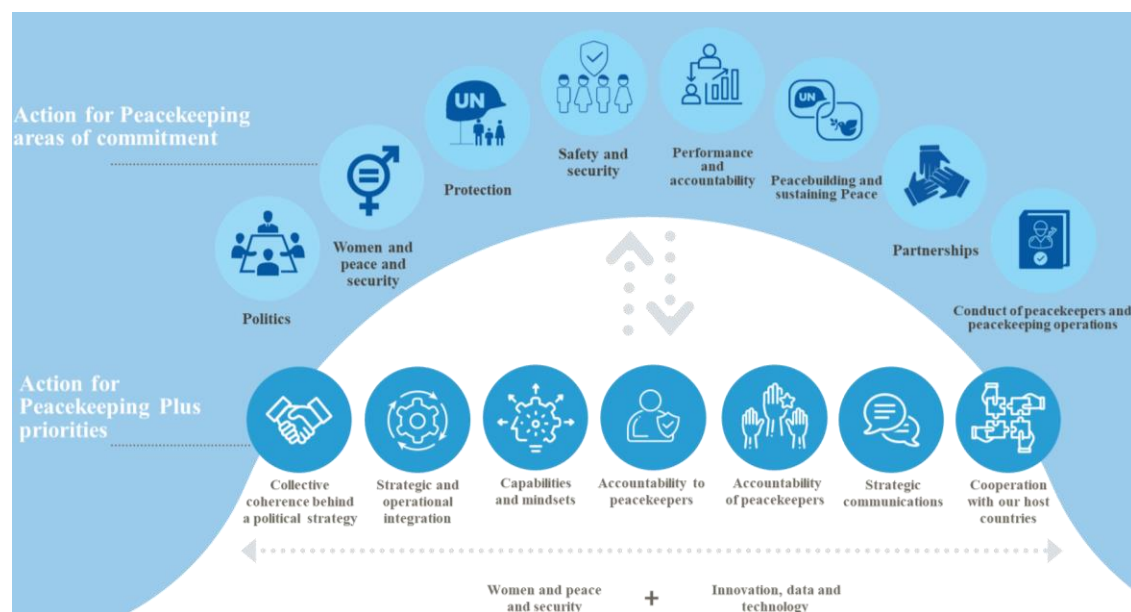 Action for Peacekeeping
areas of commitment
UN
UN
Safety and
security
Performance
and
accountability
Protection
Peacebuilding and
sustaining Peace
Women and
peace and
security
Partnerships
Politics
Conduct of peacekeepers and
peacekeeping operations
Action for
Peacekeeping Plus
priorities
Collective
coherence behind
a political strategy
Strategic and
operational
integration
Capabilities
and mindsets
Accountability to
peacekeepers
Accountability
of peacekeepers
Strategic
communications
Cooperation
with our host
countries
Women and peace
and security
+
Innovation, data and
technology